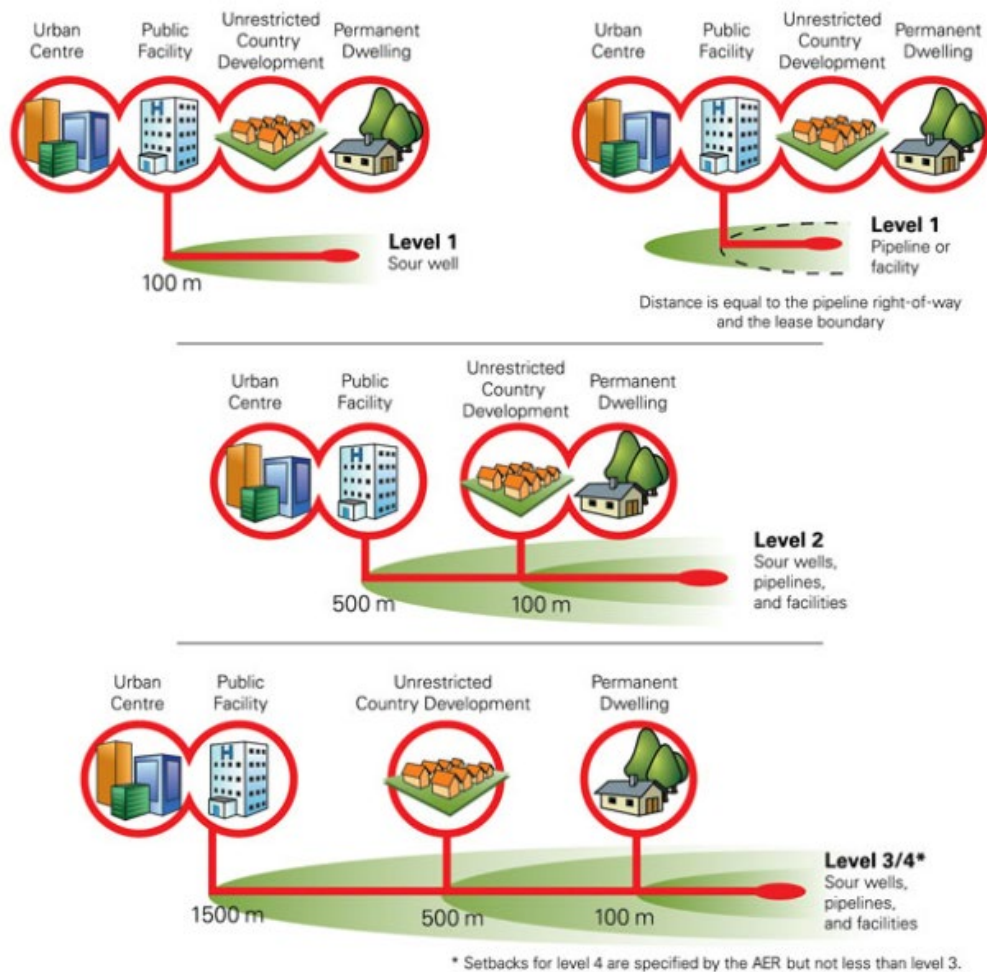 Urban
Centre
Public
Facility
Unrestricted
Country
Development
Permanent
Dwelling
H
100 m
Level 1
Sour well
Urban
Centre
Public
Facility
Unrestricted
Country
Development
Permanent
Dwelling
H
Level 1
Pipeline or
facility
Distance is equal to the pipeline right-of-way
and the lease boundary
Urban
Centre
Public
Facility
Unrestricted
Country
Development
Permanent
Dwelling
H
500 m
100 m
Level 2
Sour wells,
pipelines,
and facilities
Urban
Centre
Public
Facility
Unrestricted
Country Development
Permanent
Dwelling
H
1500 m
500 m
100 m
Level 3/4*
Sour wells,
pipelines,
and facilities
* Setbacks for level 4 are specified by the AER but not less than level 3.